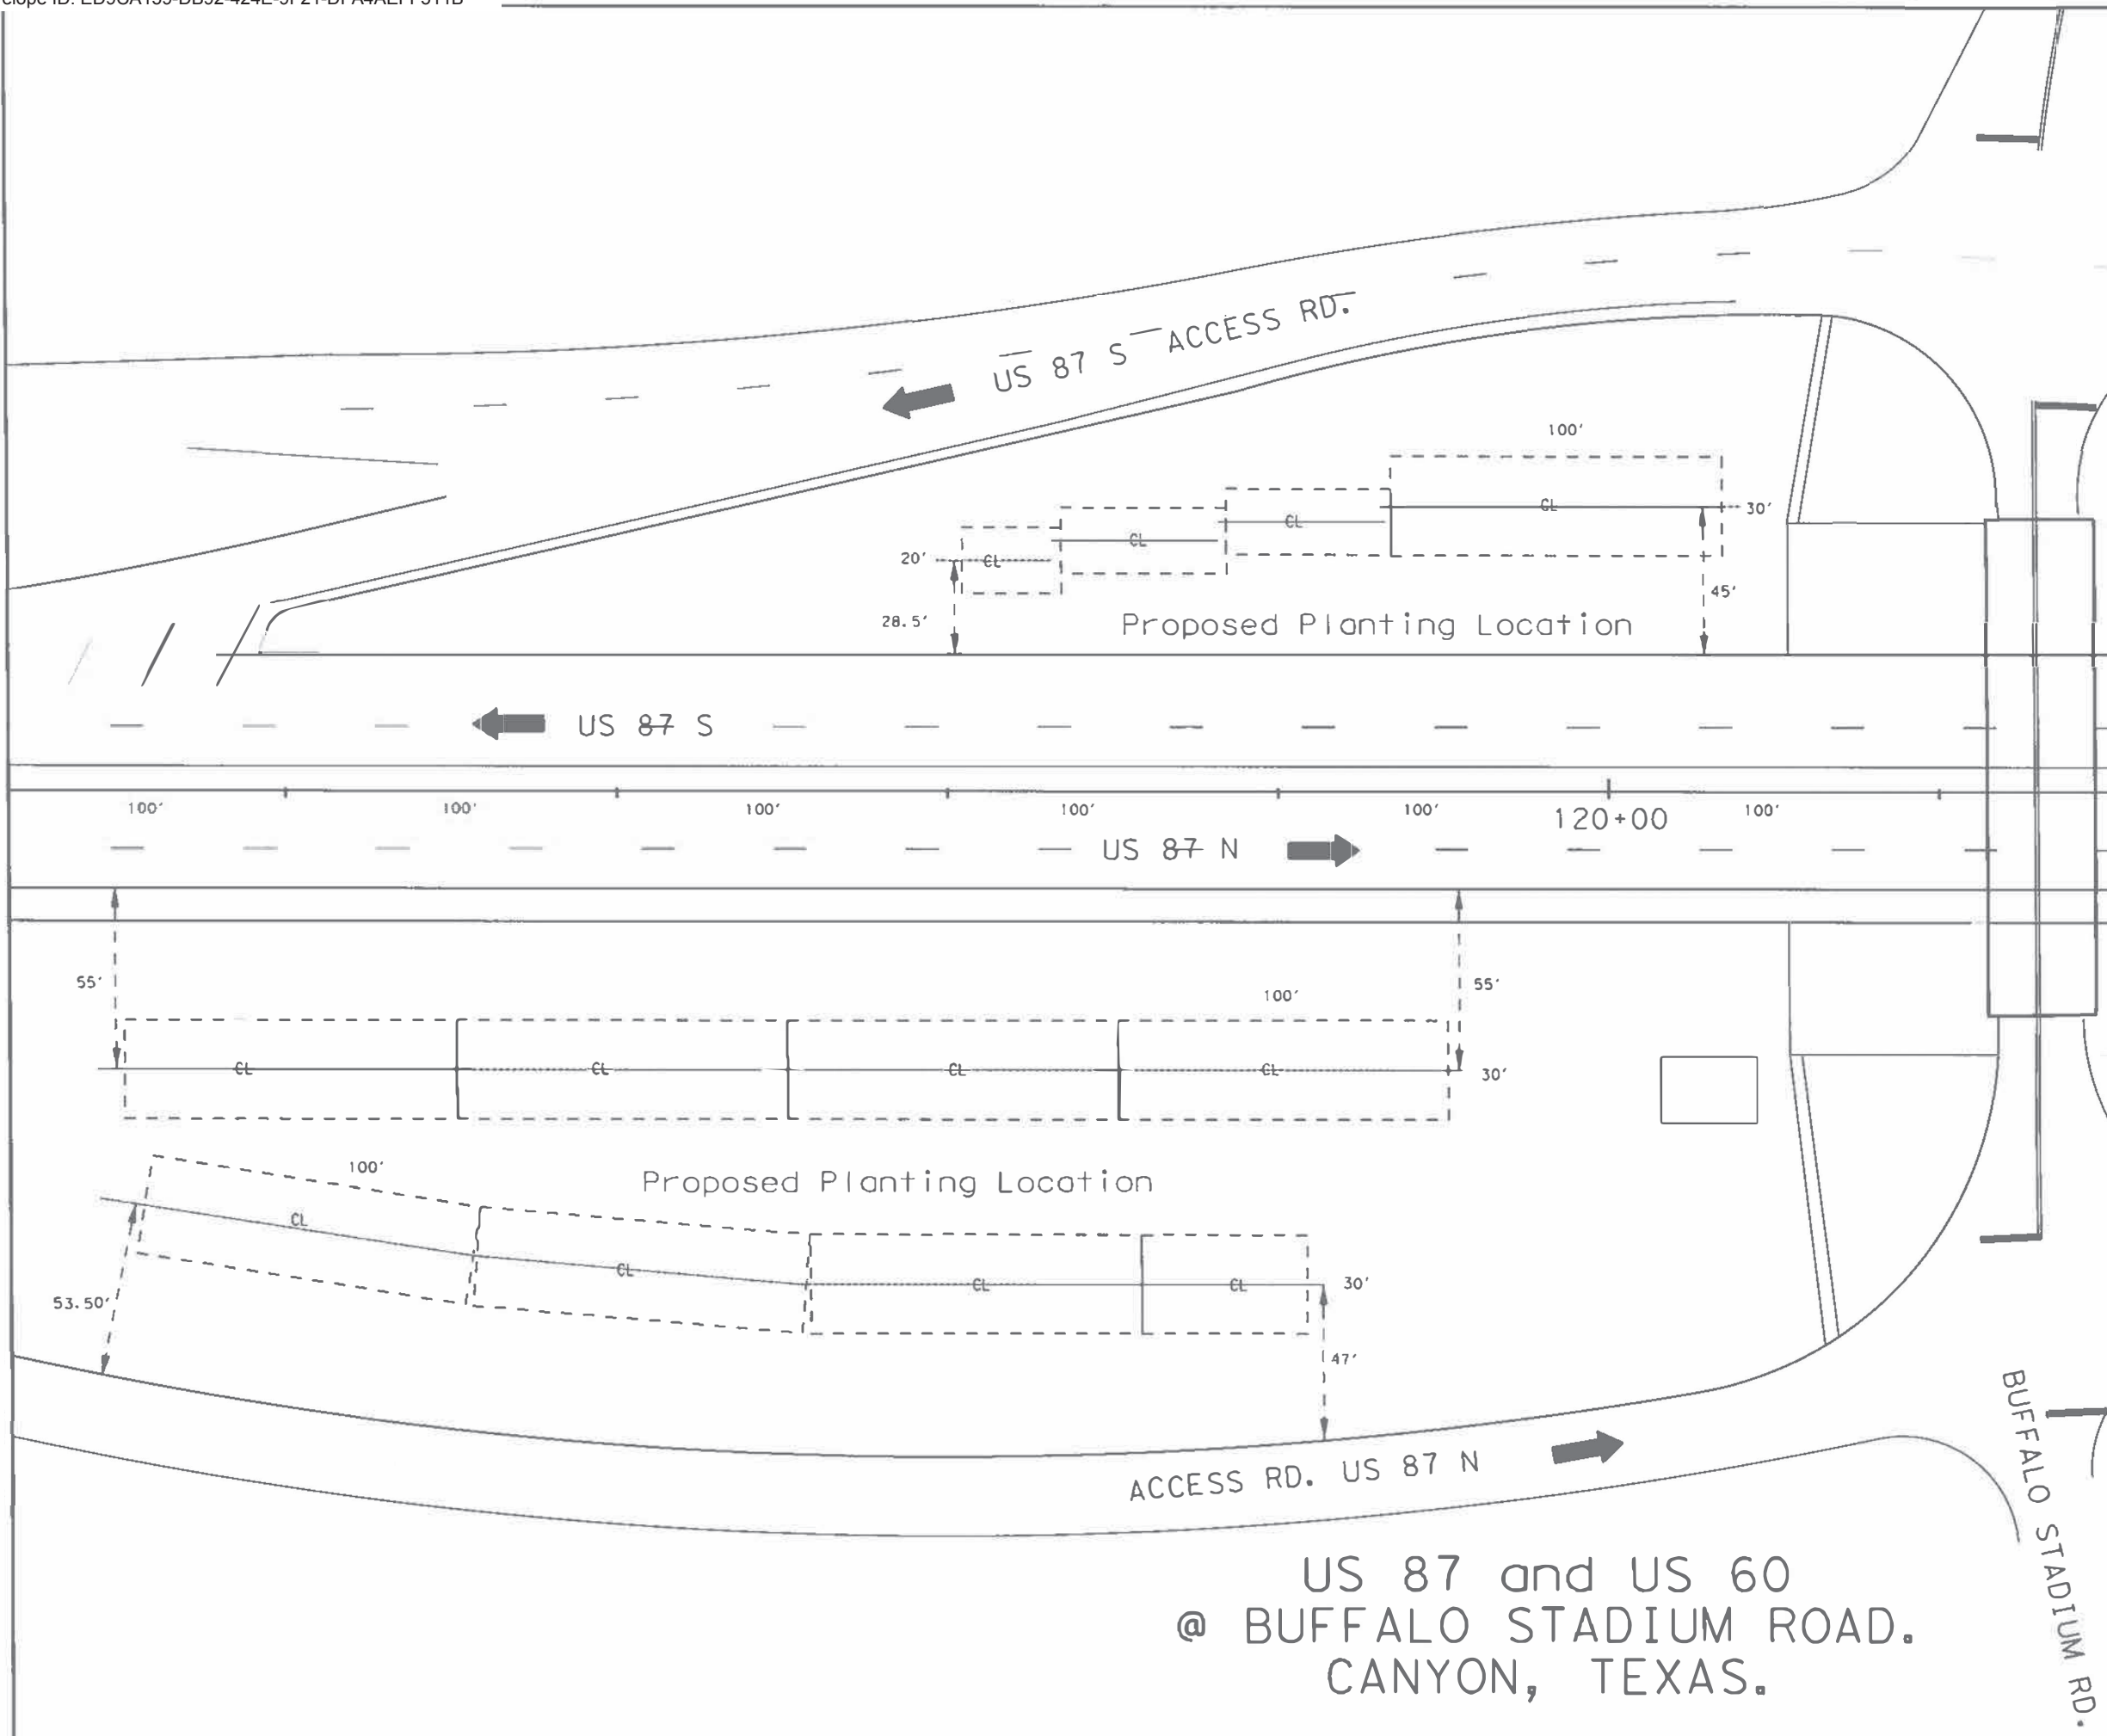 US 87 S ACCESS RD.
100'
CL
30'
CL
CL
20'
CL
45'
28.5'
Proposed Planting Location
US 87 S
100'
100'
100'
100'
100'
120+00
100'
US 87 N
55'
55'
100'
CL
CL
CL
CL
30'
100'
Proposed Planting Location
CL
CL
CL
CL
30'
53.50'
47'
ACCESS RD. US 87 N
BUFFALO STADIUM RD.
US 87 and US 60
@ BUFFALO STADIUM ROAD.
CANYON, TEXAS.